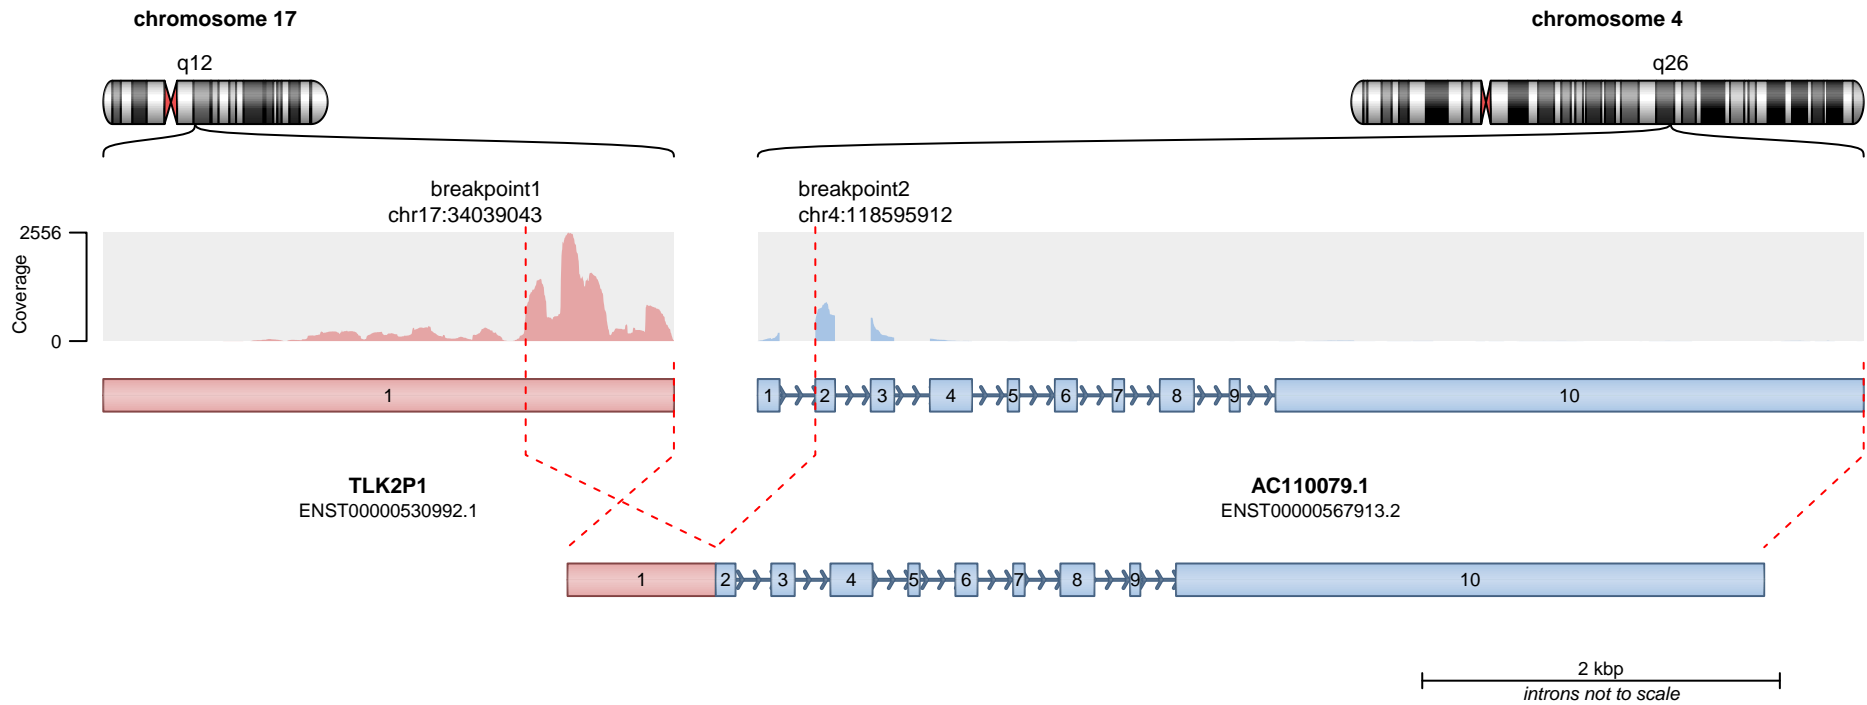 chromosome 17
chromosome 4
q12
q26
breakpoint1
chr17:34039043
breakpoint2
chr4:118595912
2556
Coverage
0
1
1 2 3 4 5 6 7 8 9 10
TLK2P1
ENST00000530992.1
AC110079.1
ENST00000567913.2
1 2 3 4 5 6 7 8 9 10
2 kbp
introns not to scale